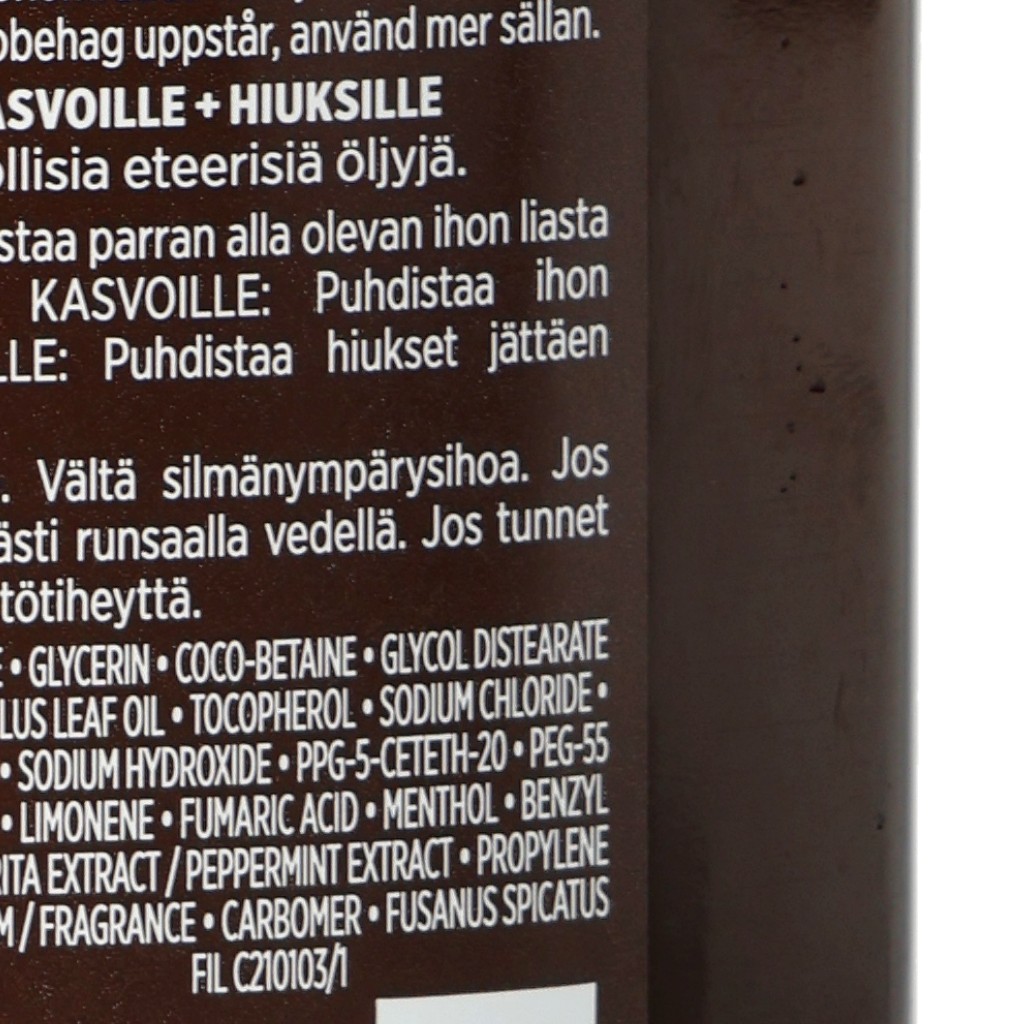 obehag uppstår, använd mer sällan.
ASVOILLE + HIUKSILLE
ollisia eteerisiä öljyjä.
staa parran alla olevan ihon liasta
KASVOILLE: Puhdistaa ihon
LLE: Puhdistaa hiukset jättäen
. Vältä silmänympärysihoa. Jos
ästi runsaalla vedellä. Jos tunnet
tötiheyttä.
E • GLYCERIN • COCO-BETAINE • GLYCOL DISTEARATE
LUS LEAF OIL • TOCOPHEROL • SODIUM CHLORIDE •
• SODIUM HYDROXIDE • PPG-5-CETETH-20 • PEG-55
• LIMONENE • FUMARIC ACID • MENTHOL • BENZYL
RITA EXTRACT / PEPPERMINT EXTRACT • PROPYLENE
M / FRAGRANCE • CARBOMER • FUSANUS SPICATUS
FIL C210103/1